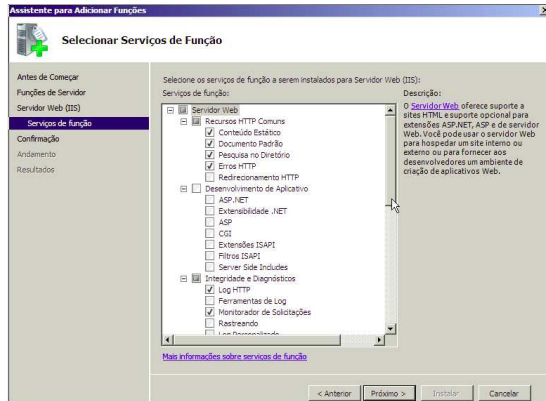 Assistente para Adicionar Funções
Selecionar Serviços de Função
Antes de Começar
Funções de Servidor
Servidor Web (IIS)
Serviços de função
Confirmação
Andamento
Resultados
Selecione os serviços de função a serem instalados para Servidor Web (IIS):
Serviços de função:
Servidor Web
Recursos HTTP Comuns
Conteúdo Estático
Documento Padrão
Pesquisa no Diretório
Erros HTTP
Redirecionamento HTTP
Desenvolvimento de Aplicativo
ASP.NET
Extensibilidade .NET
ASP
CGI
Extensões ISAPI
Filtros ISAPI
Server Side Includes
Integridade e Diagnósticos
Log HTTP
Ferramentas de Log
Monitorador de Solicitações
Rastreando
Log Personalizado
Mais informações sobre serviços de função
Descrição:
O Servidor Web oferece suporte a
sites HTML e suporte opcional para
extensões ASP.NET, ASP e de servidor
Web. Você pode usar o servidor Web
para hospedar um site interno ou
externo ou para fornecer aos
desenvolvedores um ambiente de
criação de aplicativos Web.
< Anterior
Próximo >
Instalar
Cancelar